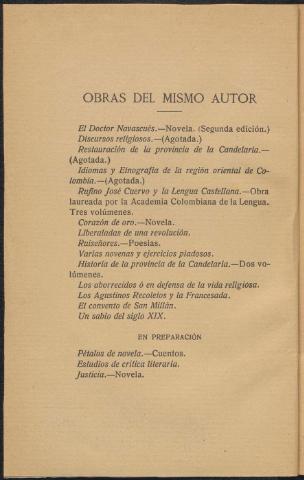 OBRAS DEL MISMO AUTOR
El Doctor Navascués.—Novela. (Segunda edición.)
Discursos religiosos.—(Agotada.)
Restauración de la provincia de la Candelaria.—
(Agotada.)
Idiomas y Etnografía de la región oriental de Co-
lombia.—(Agotada.)
Rufino José Cuervo y la Lengua Castellana.—Obra
laureada por la Academia Colombiana de la Lengua.
Tres volúmenes.
Corazón de oro.—Novela.
Liberaladas de una revolución.
Ruiseñores.—Poesías.
Varias novenas y ejercicios piadosos.
Historia de la provincia de la Candelaria.—Dos vo-
lúmenes.
Los aborrecidos ó en defensa de la vida religiosa.
Los Agustinos Recoletos y la Francesada.
El convento de San Millán.
Un sabio del siglo XIX.
EN PREPARACIÓN
Pétalos de novela.—Cuentos.
Estudios de crítica literaria.
Justicia.—Novela.